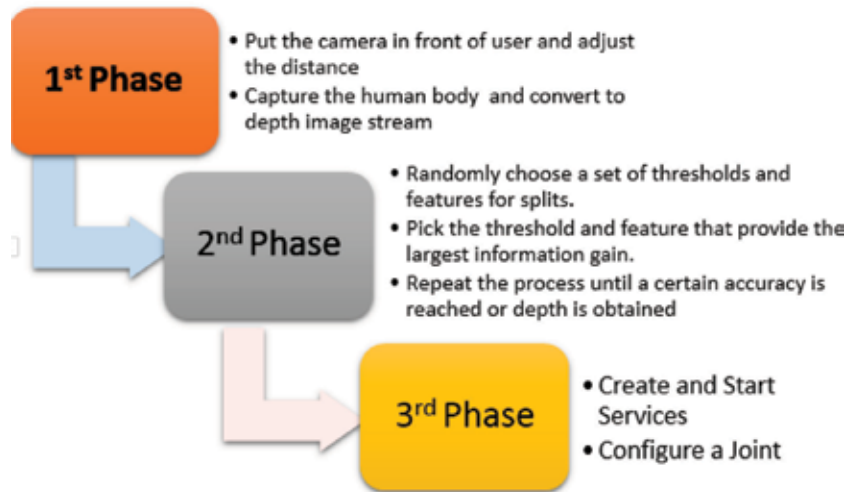 1st Phase
• Put the camera in front of user and adjust
the distance
• Capture the human body and convert to
depth image stream
2nd Phase
• Randomly choose a set of thresholds and
features for splits.
• Pick the threshold and feature that provide the
largest information gain.
• Repeat the process until a certain accuracy is
reached or depth is obtained
3rd Phase
• Create and Start
Services
• Configure a Joint